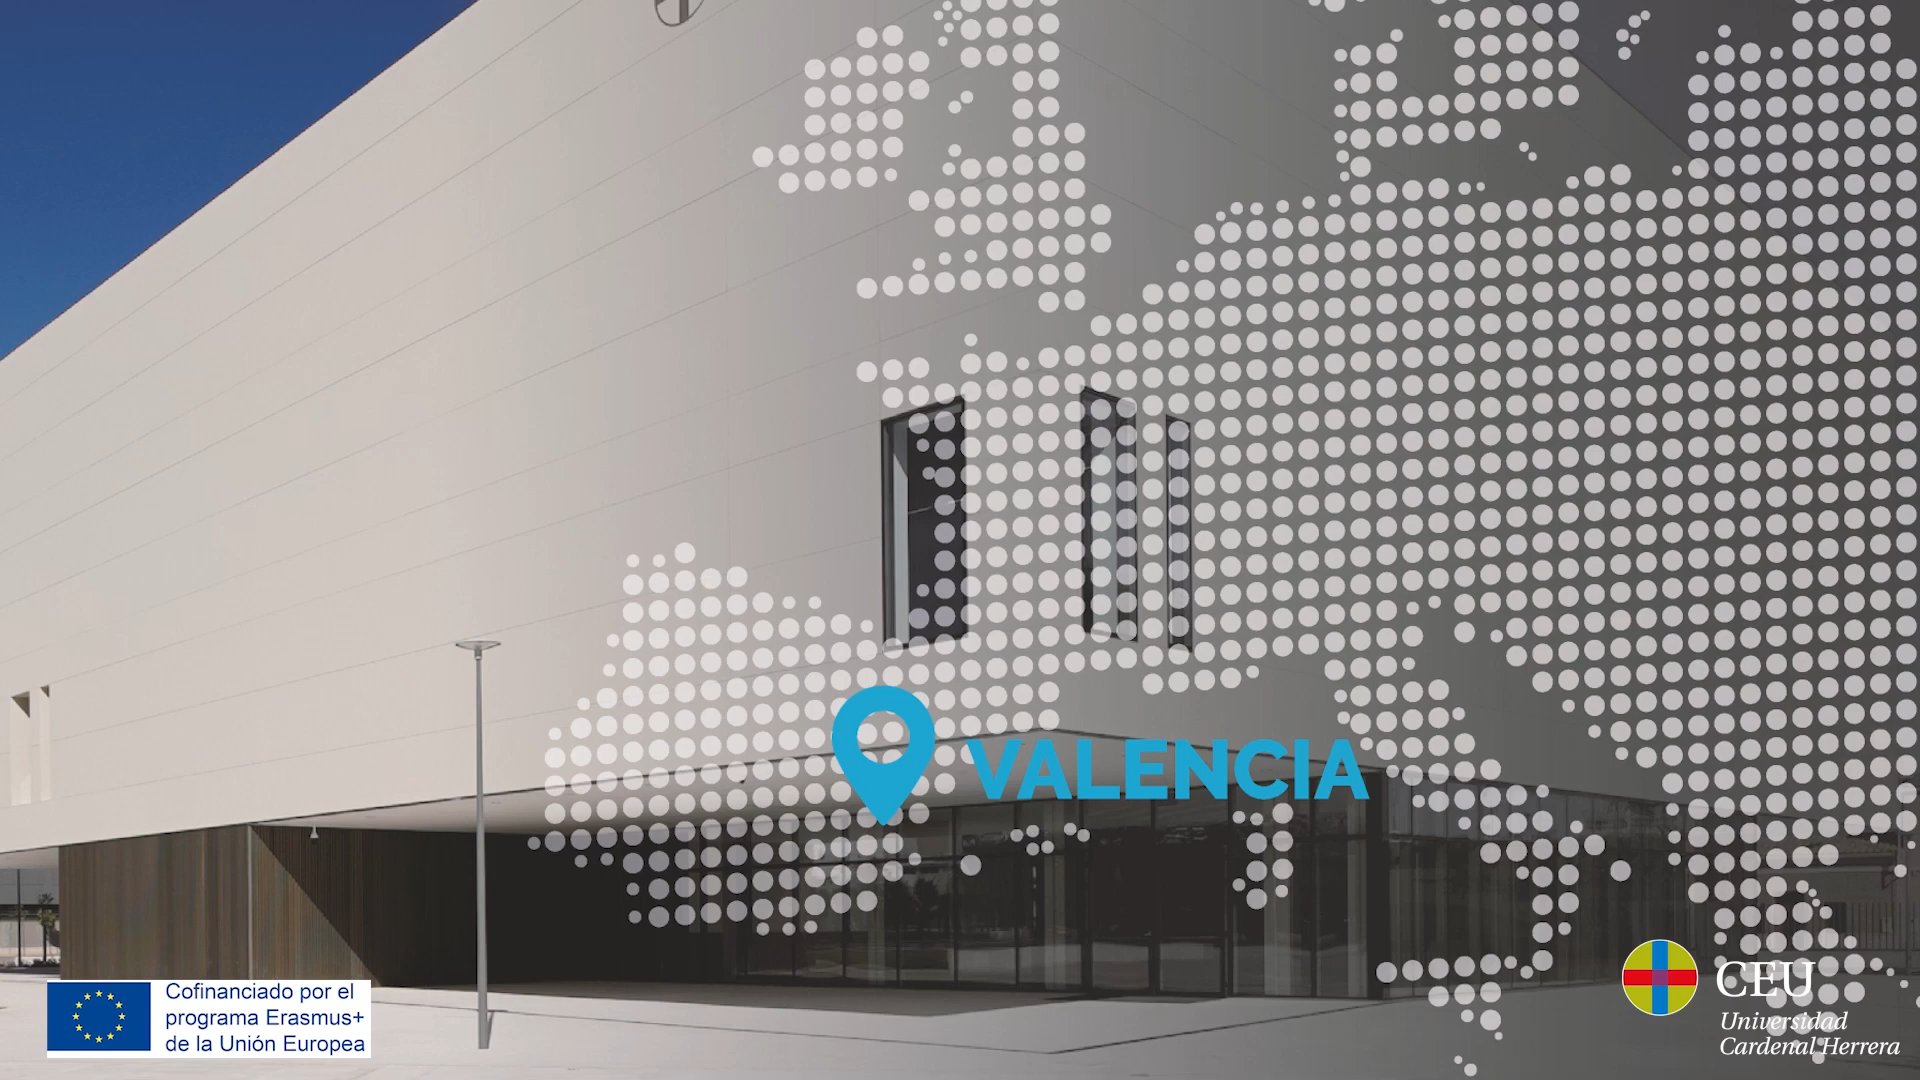 VALENCIA
Cofinanciado por el
programa Erasmus+
de la Unión Europea
CEU
Universidad
Cardenal Herrera